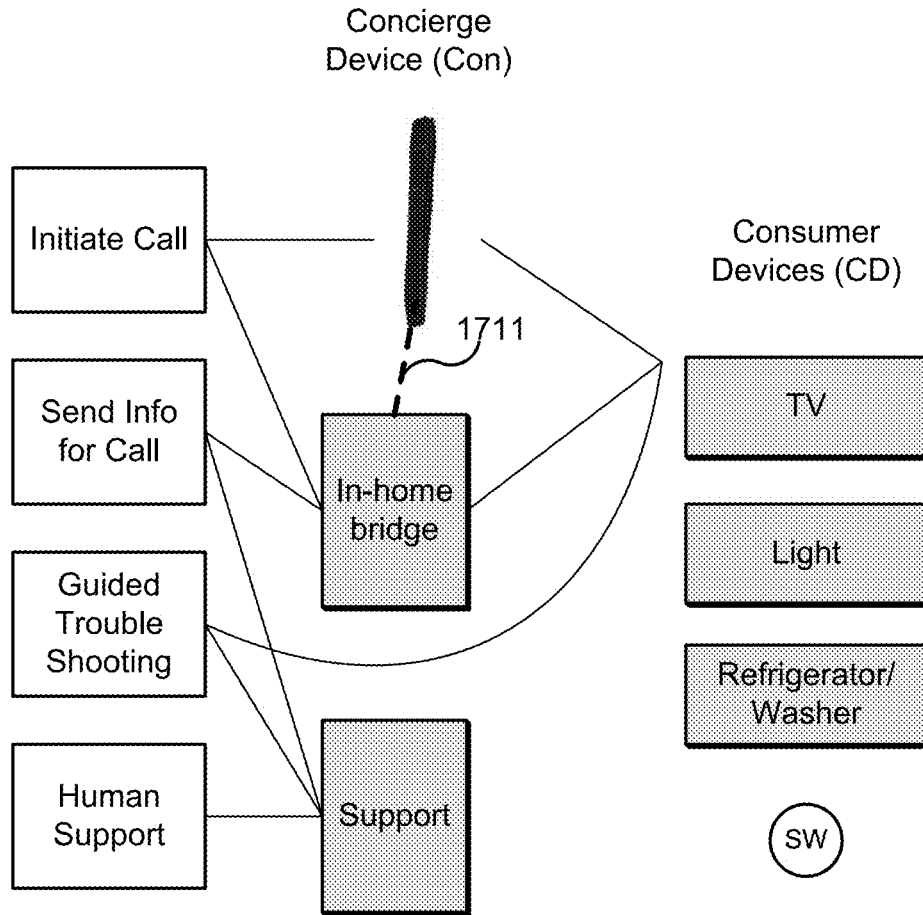 Concierge
Device (Con)
Initiate Call
Consumer
Devices (CD)
1711
Send Info
for Call
In-home
bridge
TV
Light
Guided
Trouble
Shooting
Refrigerator/
Washer
Human
Support
Support
SW